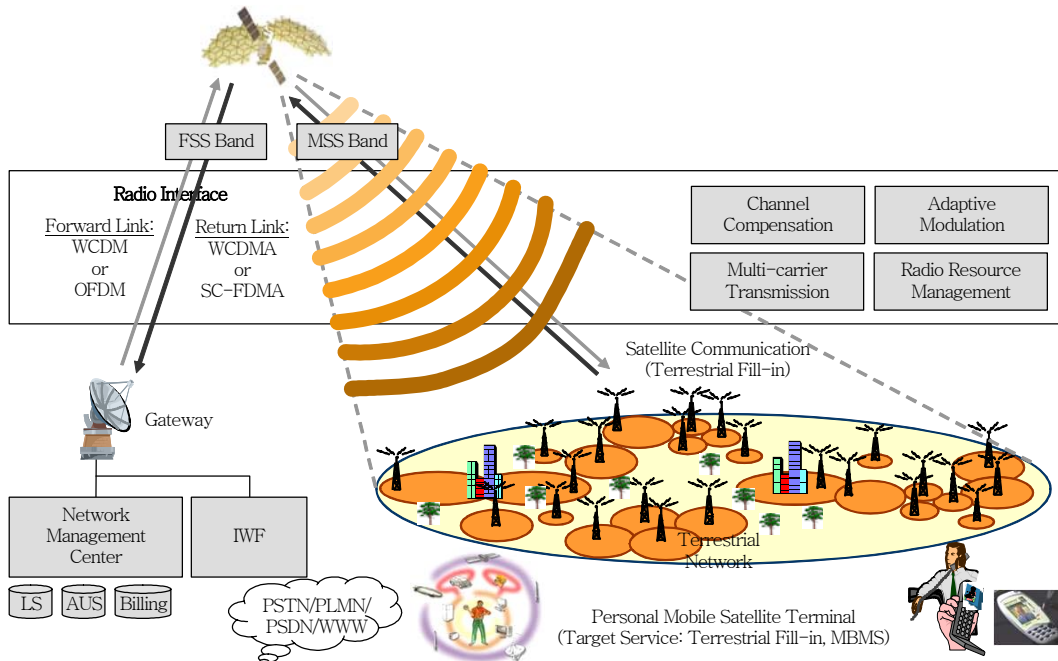 FSS Band
MSS Band
Radio Interface
Forward Link:
WCDM
or
OFDM
Return Link:
WCDMA
or
SC-FDMA
Channel
Compensation
Adaptive
Modulation
Multi-carrier
Transmission
Radio Resource
Management
Satellite Communication
(Terrestrial Fill-in)
Gateway
Network
Management
Center
IWF
LS
AUS
Billing
PSTN/PLMN/
PSDN/WWW
Terrestrial
Network
Personal Mobile Satellite Terminal
(Target Service: Terrestrial Fill-in, MBMS)